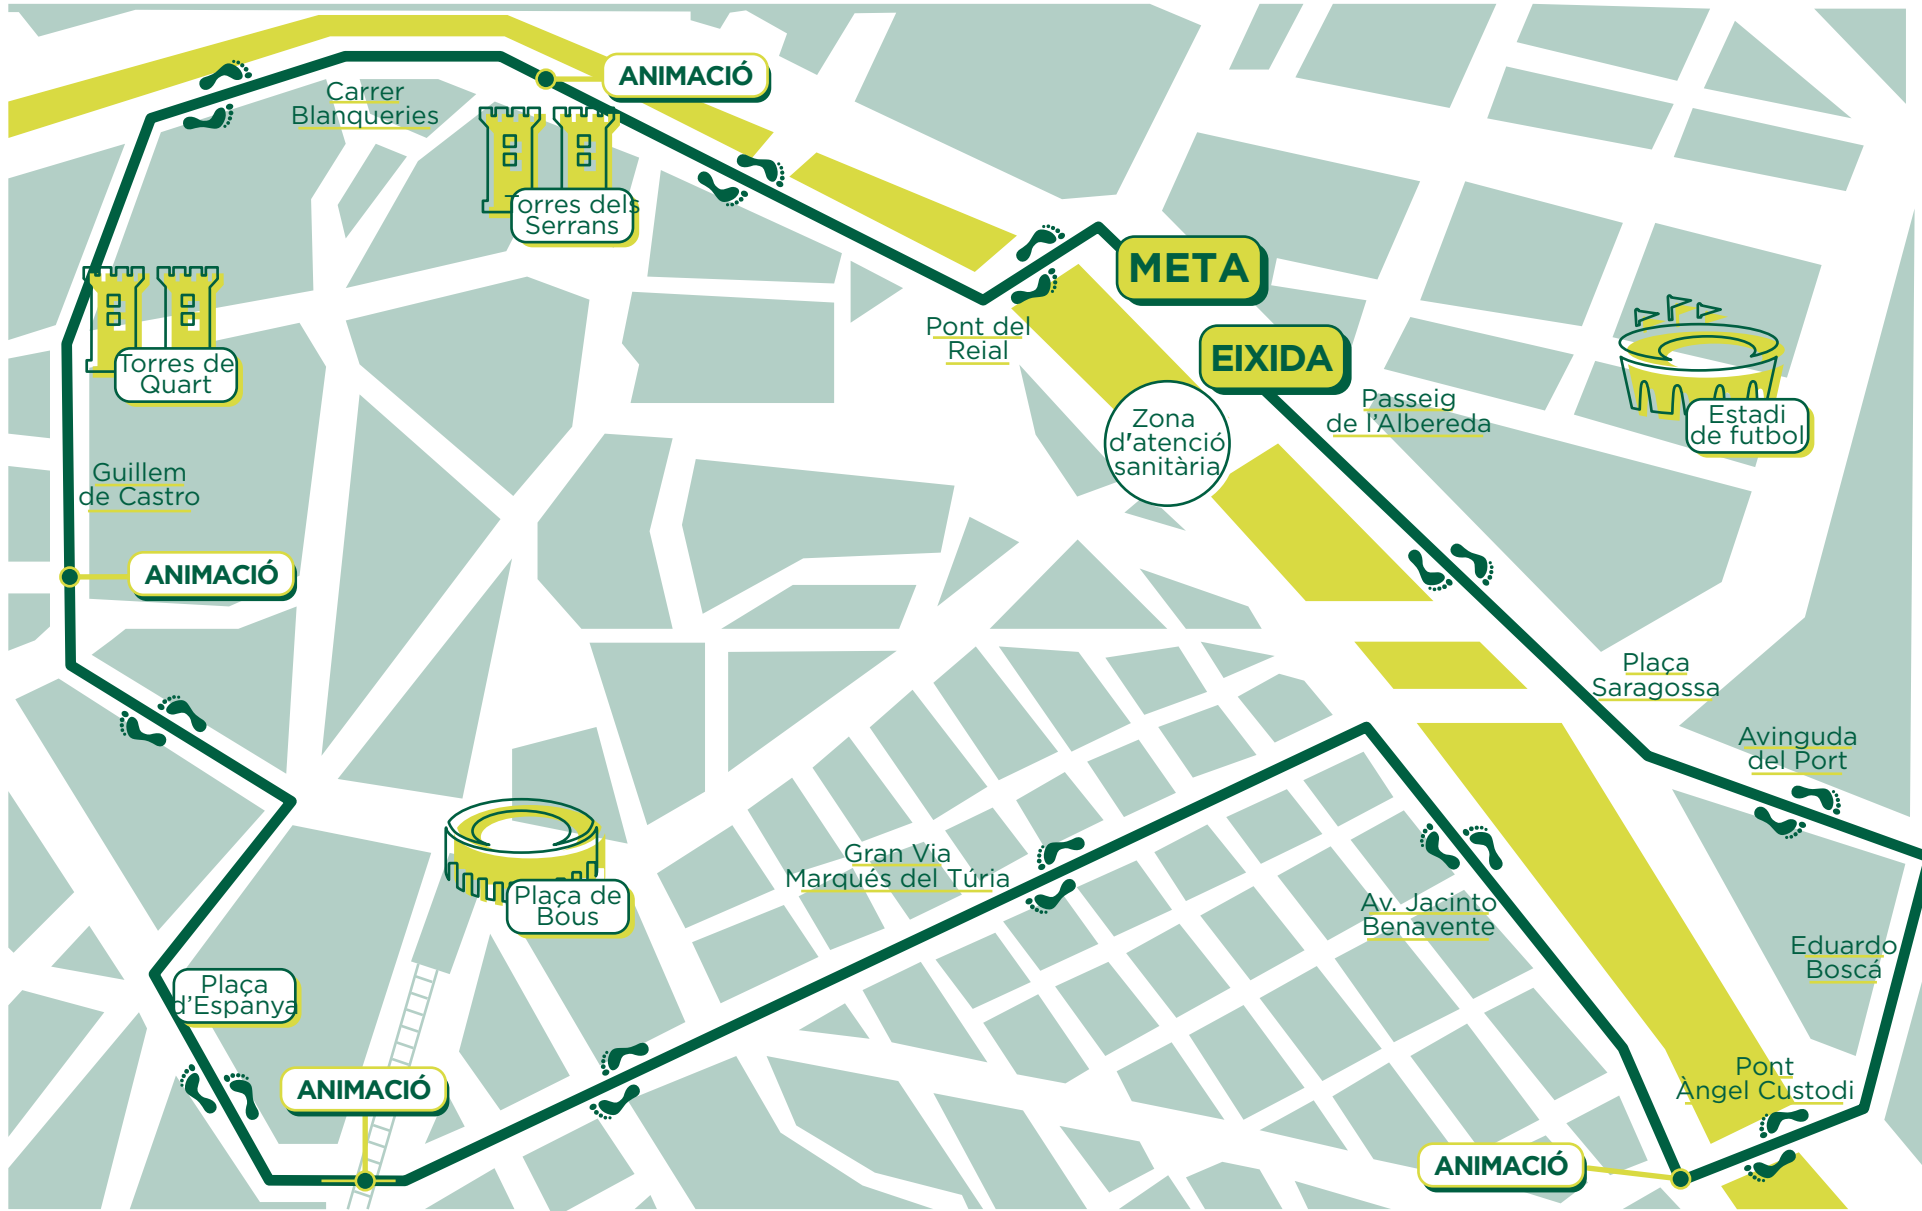 ANIMACIÓ
Carrer
Blanqueries
Torres dels
Serrans
META
Pont del
Reial
EIXIDA
Torres de
Quart
Passeig
de l'Albereda
Estadi
de futbol
Zona
d'atenció
sanitària
Guillem
de Castro
ANIMACIÓ
Plaça
Saragossa
Avinguda
del Port
Gran Via
Marqués del Túria
Plaça de
Bous
Av. Jacinto
Benavente
Eduardo
Boscá
Plaça
d'Espanya
ANIMACIÓ
Pont
Àngel Custodi
ANIMACIÓ